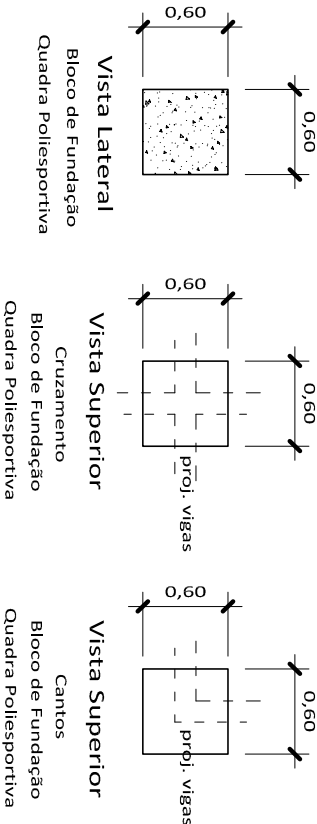 0,60
0,60
Vista Lateral
Bloco de Fundação
Quadra Poliesportiva
0,60
0,60
proj. vigas
Vista Superior
Cruzamento
Bloco de Fundação
Quadra Poliesportiva
0,60
0,60
proj. vigas
Vista Superior
Cantos
Bloco de Fundação
Quadra Poliesportiva